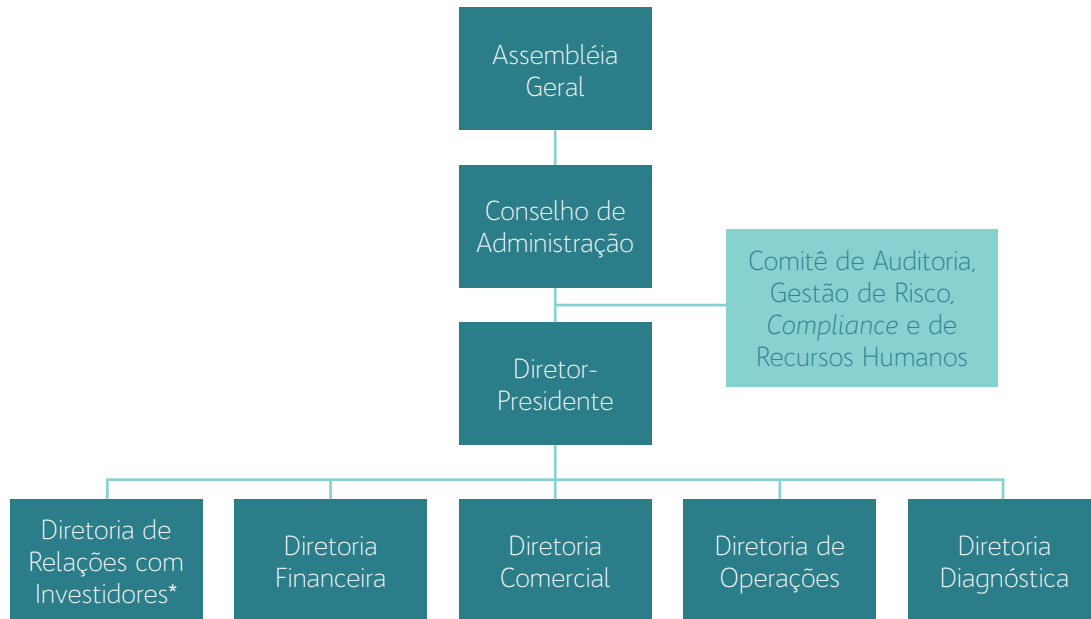 Assembléia
Geral
Conselho de
Administração
Comitê de Auditoria,
Gestão de Risco,
Compliance e de
Recursos Humanos
Diretor-
Presidente
Diretoria de
Relações com
Investidores*
Diretoria
Financeira
Diretoria
Comercial
Diretoria de
Operações
Diretoria
Diagnóstica